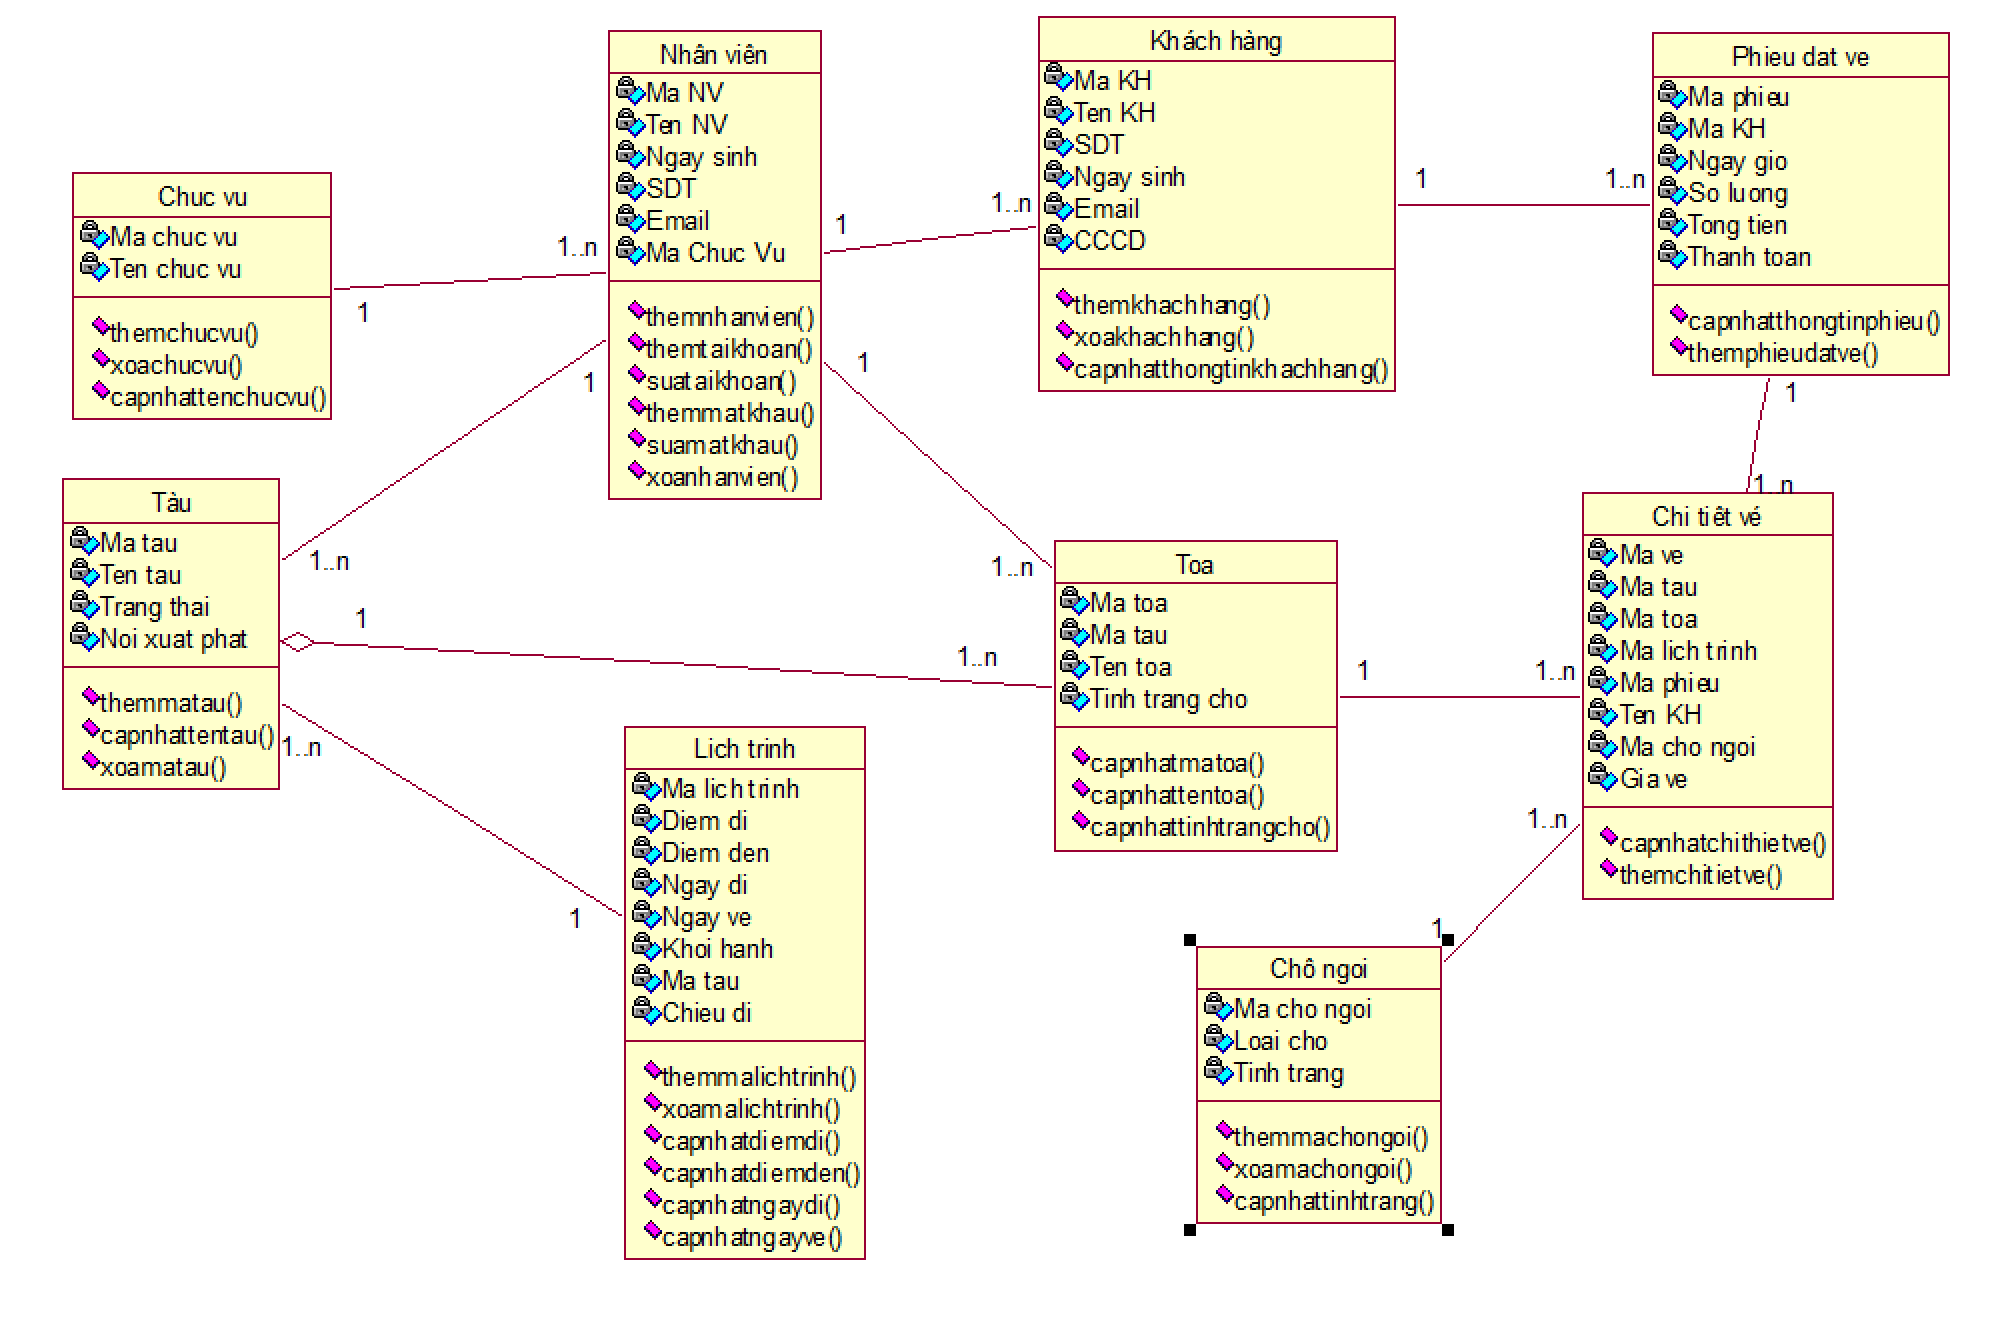 Chuc vu
Ma chuc vu
Ten chuc vu
themchucvu()
xoachucvu()
capnhattenchucvu()
1
1..n
Nhân viên
Ma NV
Ten NV
Ngay sinh
SDT
Email
Ma Chuc Vu
themnhanvien()
themtaikhoan()
suataikhoan()
themmatkhau()
suamatkhau()
xoanhanvien()
1
1..n
Khách hàng
Ma KH
Ten KH
SDT
Ngay sinh
Email
CCCD
themkhachhang()
xoakhachhang()
capnhatthongtinkhachhang()
1
1..n
Phieu dat ve
Ma phieu
Ma KH
Ngay gio
So luong
Tong tien
Thanh toan
capnhatthongtinphieu()
themphieudatve()
1
1..n
1
1..n
1
1..n
Tàu
Ma tau
Ten tau
Trang thai
Noi xuat phat
themmatau()
capnhattentau()
xoamatau()
1
1..n
1..n
1
Lich trinh
Ma lich trinh
Diem di
Diem den
Ngay di
Ngay ve
Khoi hanh
Ma tau
Chieu di
themmalichtrinh()
xoamalichtrinh()
capnhatdiemdi()
capnhatdiemden()
capnhatngaydi()
capnhatngayve()
Toa
Ma toa
Ma tau
Ten toa
Tinh trang cho
capnhatmatoa()
capnhattentoa()
capnhattinhtrangcho()
1
1..n
Chi tiêt vé
Ma ve
Ma tau
Ma toa
Ma lich trinh
Ma phieu
Ten KH
Ma cho ngoi
Gia ve
capnhatchithietve()
themchitietve()
1..n
1
Chô ngoi
Ma cho ngoi
Loai cho
Tinh trang
themmachongoi()
xoamachongoi()
capnhattinhtrang()